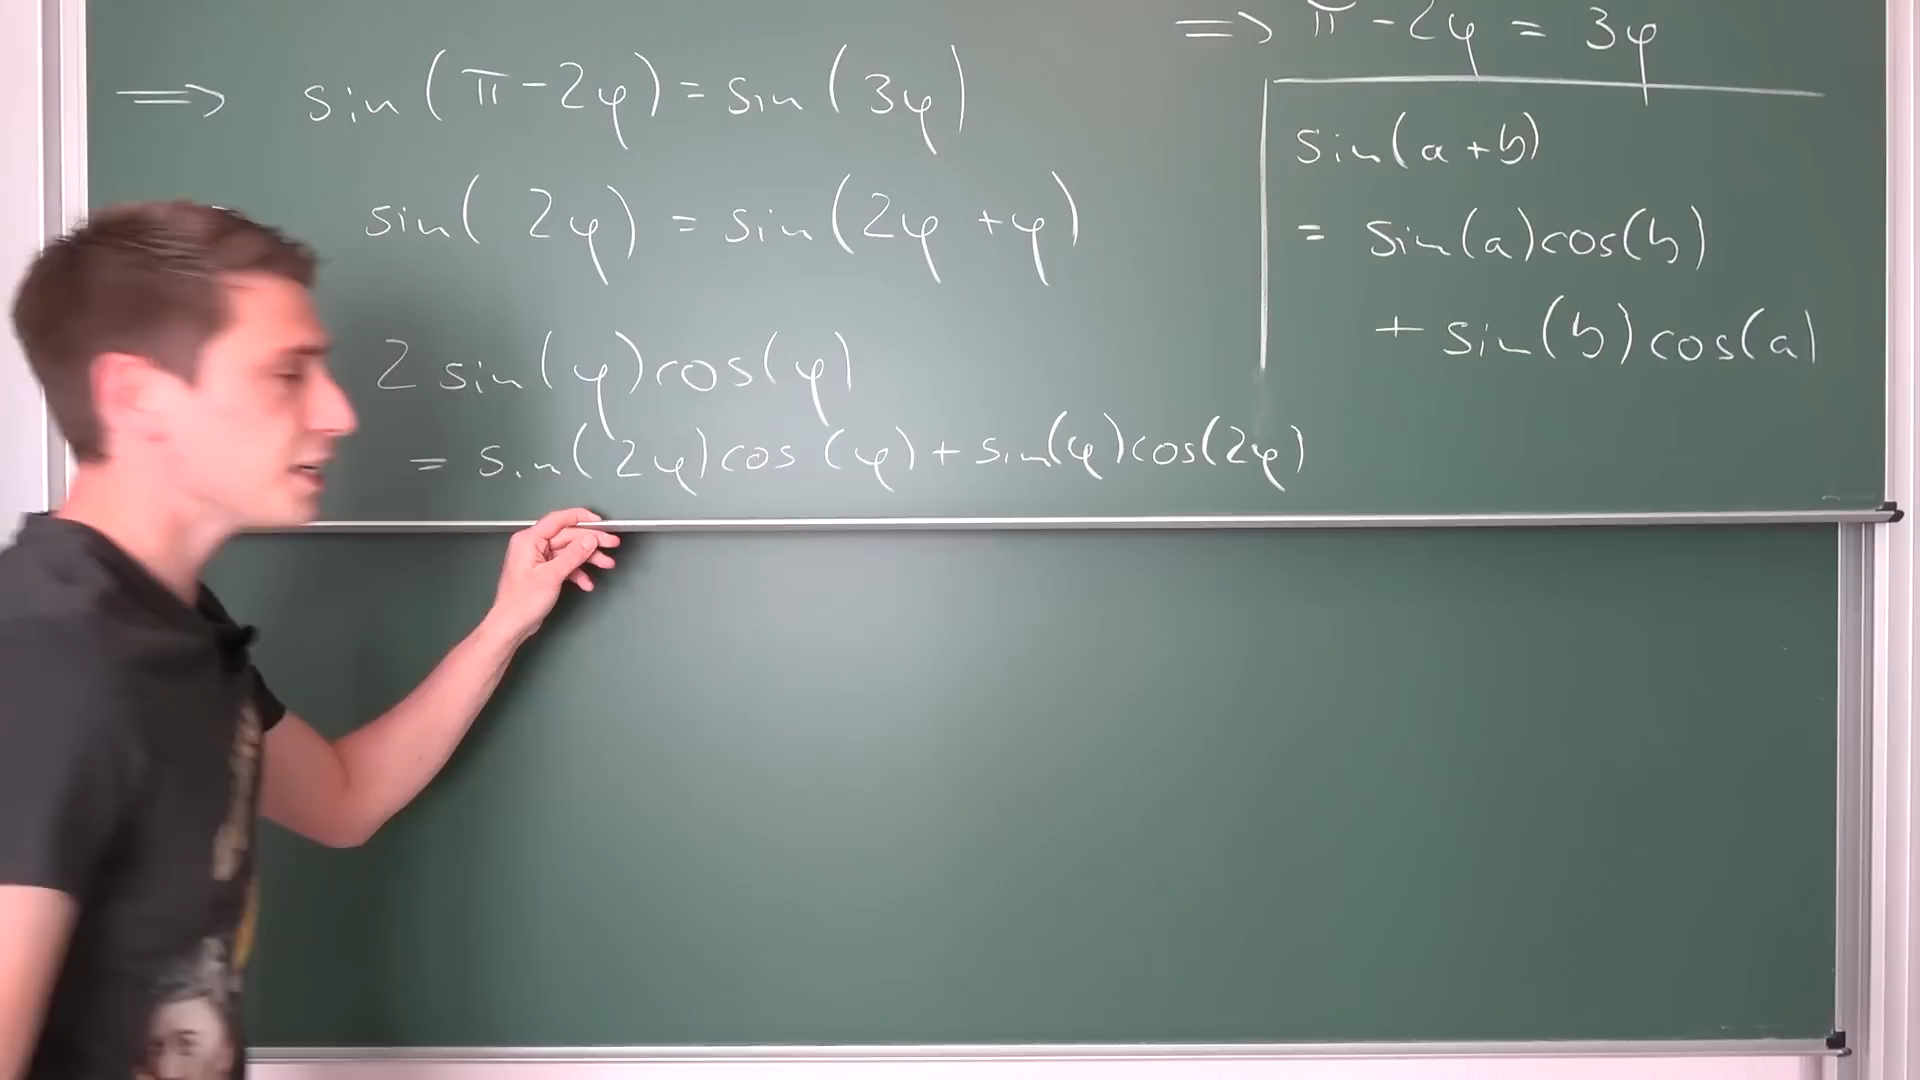 ⟹ sin(π-2φ)=sin(3φ)
sin( 2φ) = sin(2φ+φ)
2 sin(φ)cos(φ)
= sin(2φ)cos(φ)+sin(φ)cos(2φ)
⟹ π-2φ = 3φ
sin(a+b)
= sin(a)cos(b)
+ sin(b)cos(a)